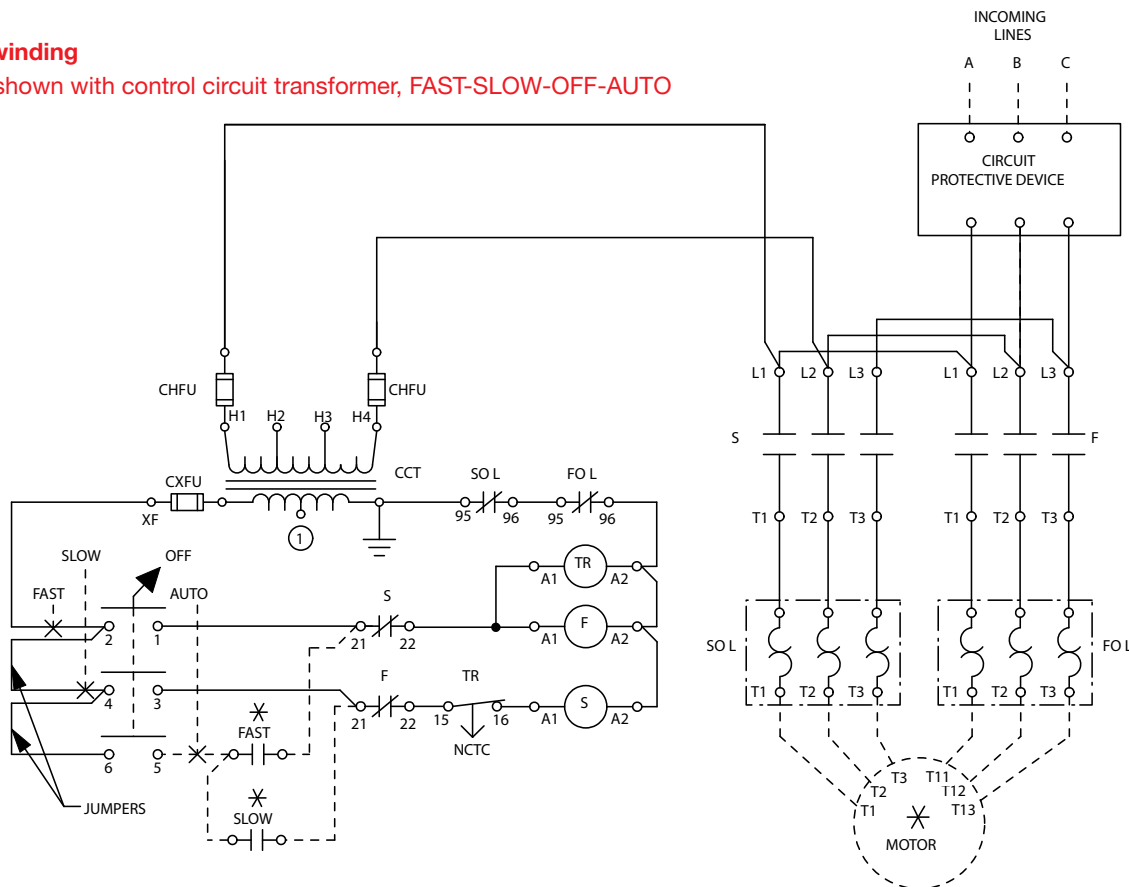 winding
shown with control circuit transformer, FAST-SLOW-OFF-AUTO
INCOMING
LINES
A B C
CIRCUIT
PROTECTIVE DEVICE
L1 L2 L3 L1 L2 L3
CHFU CHFU
H1 H2 H3 H4
S F
CCT
CXFU
XF
1
SO L FO L
95 96 95 96
T1 T2 T3 T1 T2 T3
SLOW OFF
FAST AUTO
TR
A1 A2
S
2 1 21 22
F
A1 A2
SO L FO L
4 3
F TR
21 22 15 16
NCTC
S
A1 A2
T1 T2 T3 T1 T2 T3
FAST
6 5
SLOW
JUMPERS
T3 T11
T2 T12
T1 T13
MOTOR